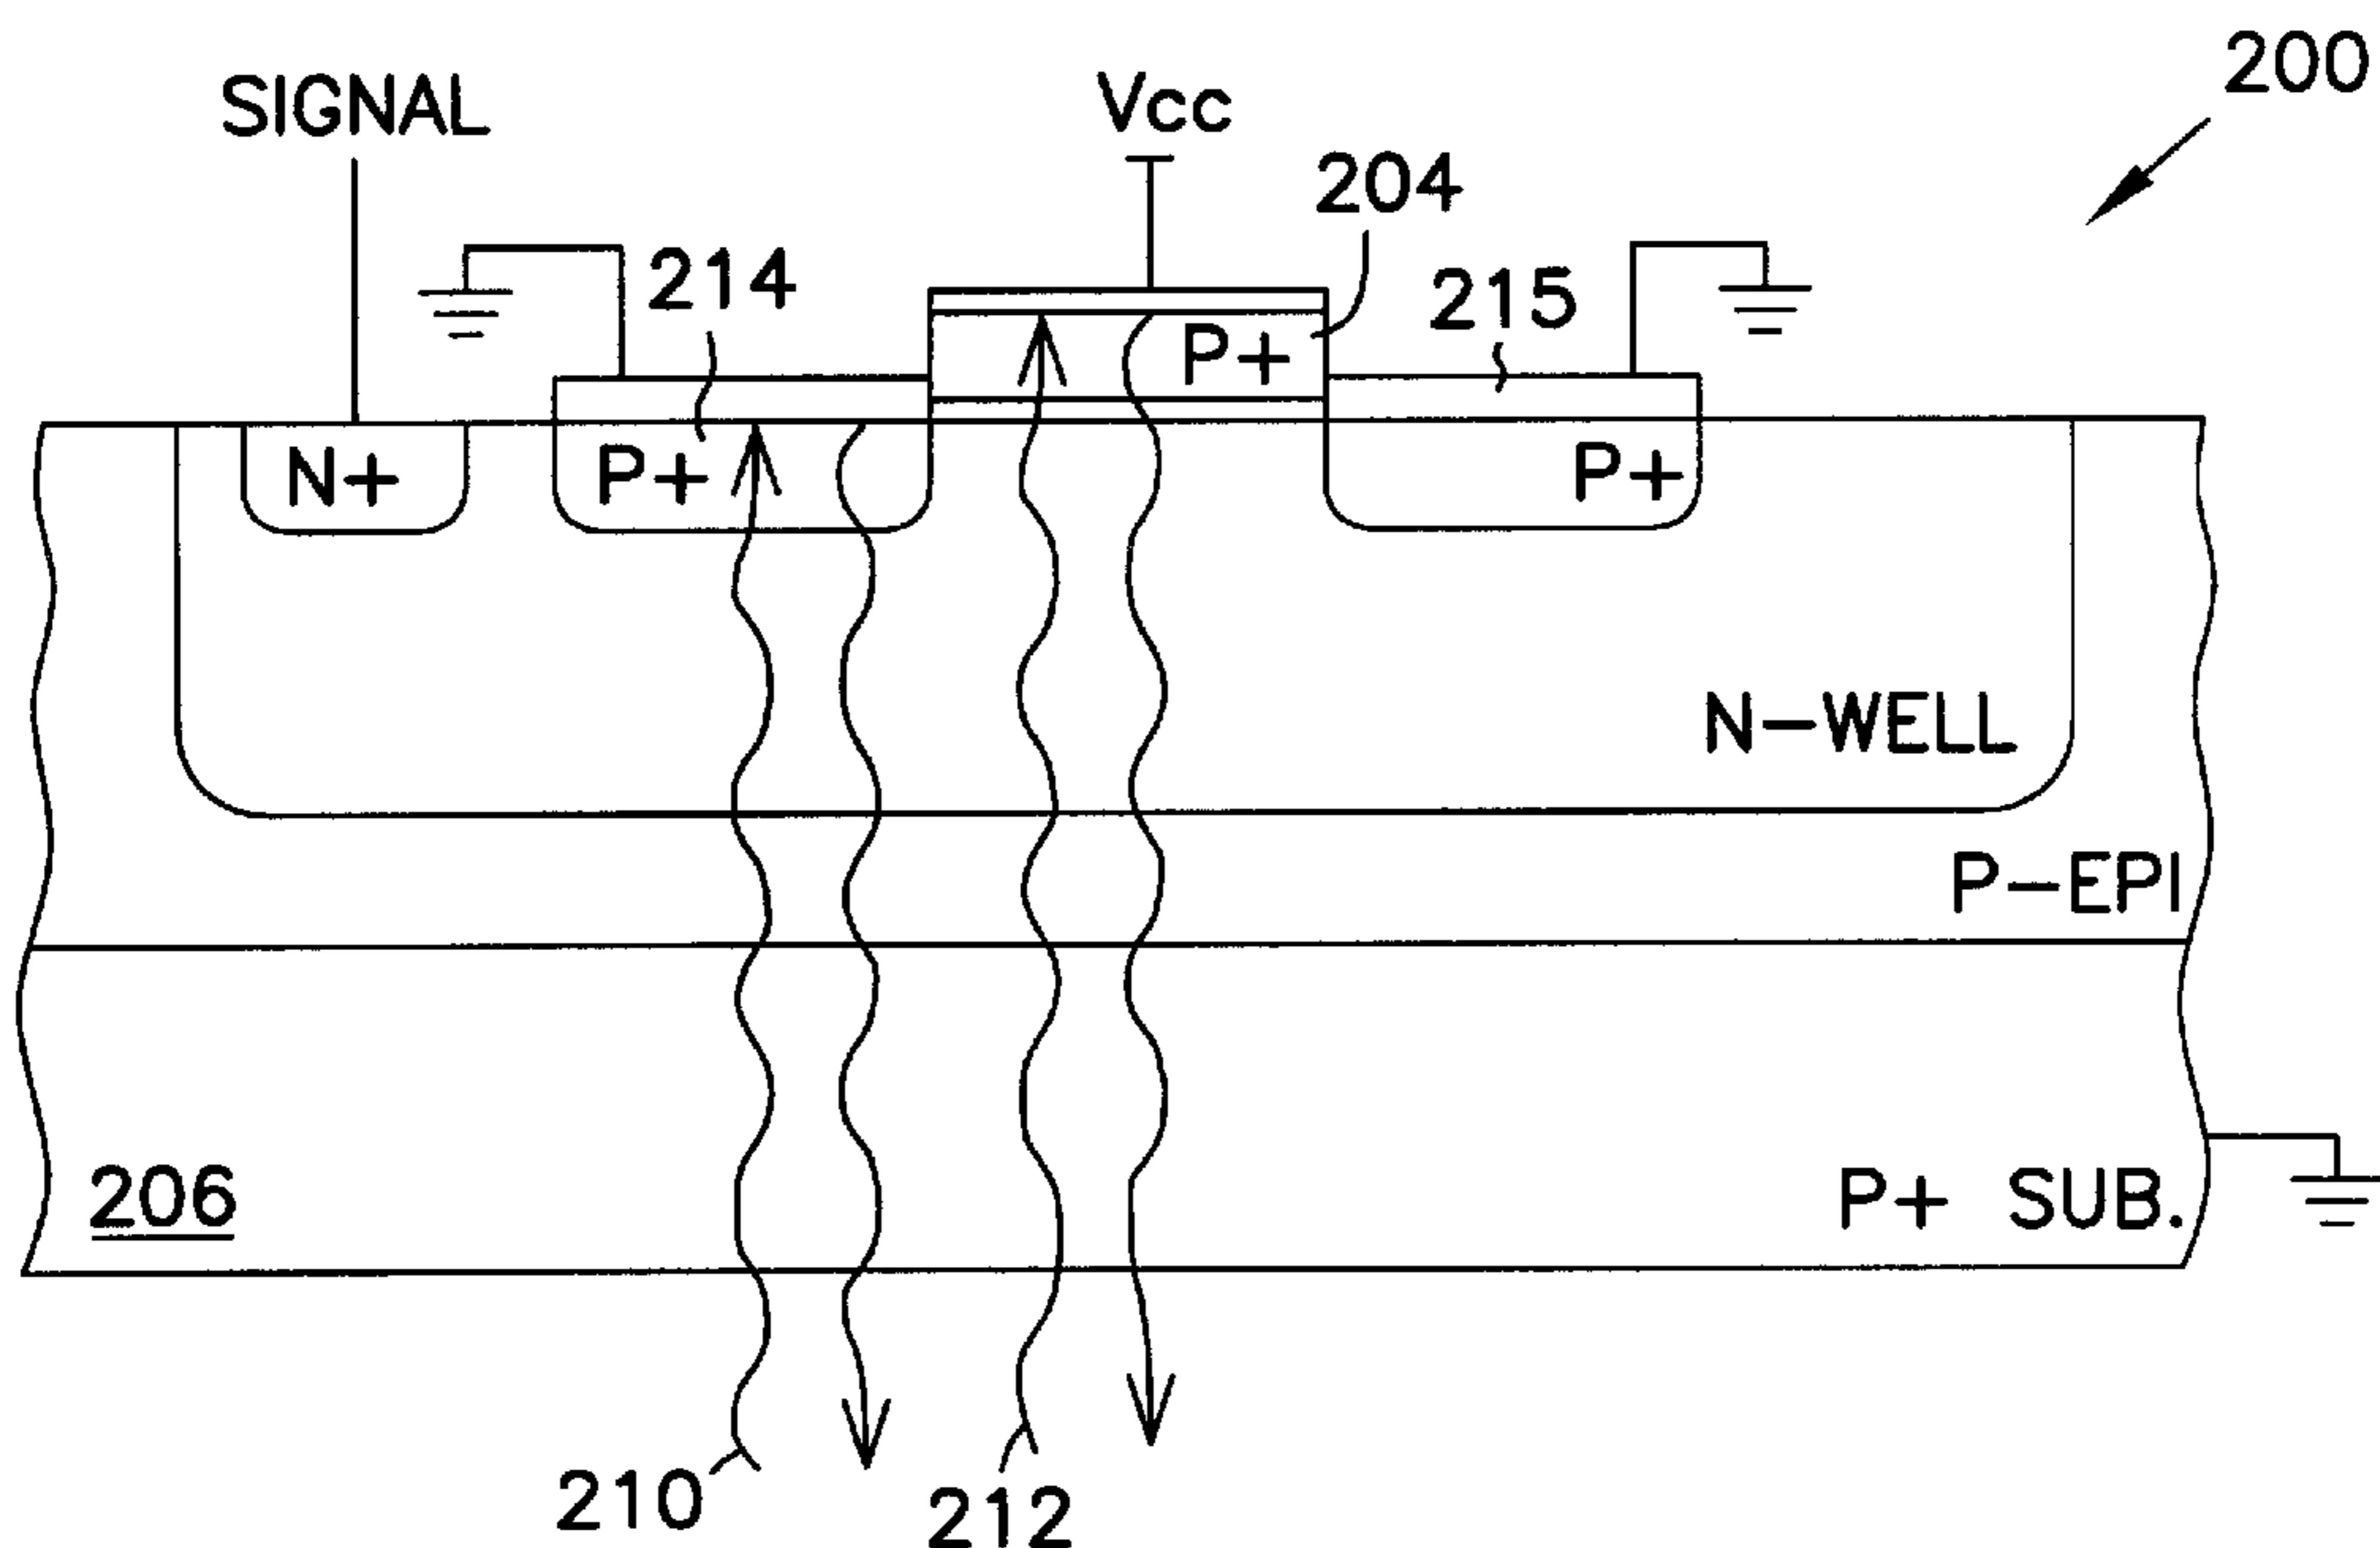 200
SIGNAL
Vcc
204
214
215
P+
N+
P+
P+
N-WELL
P-EPI
206
P+ SUB.
210
212